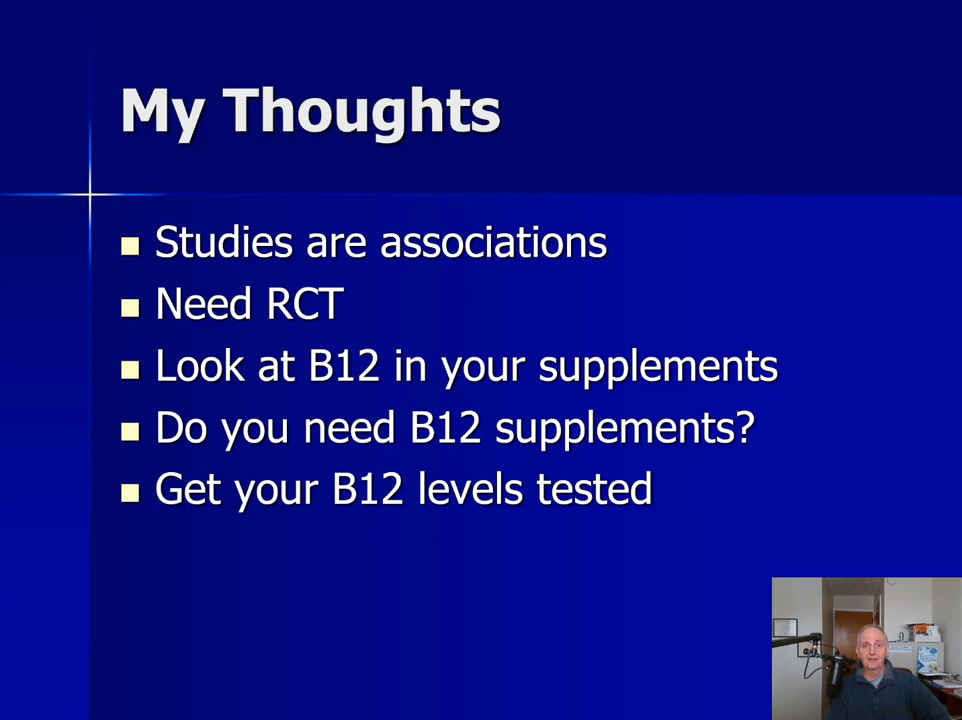 My Thoughts
Studies are associations
Need RCT
Look at B12 in your supplements
Do you need B12 supplements?
Get your B12 levels tested